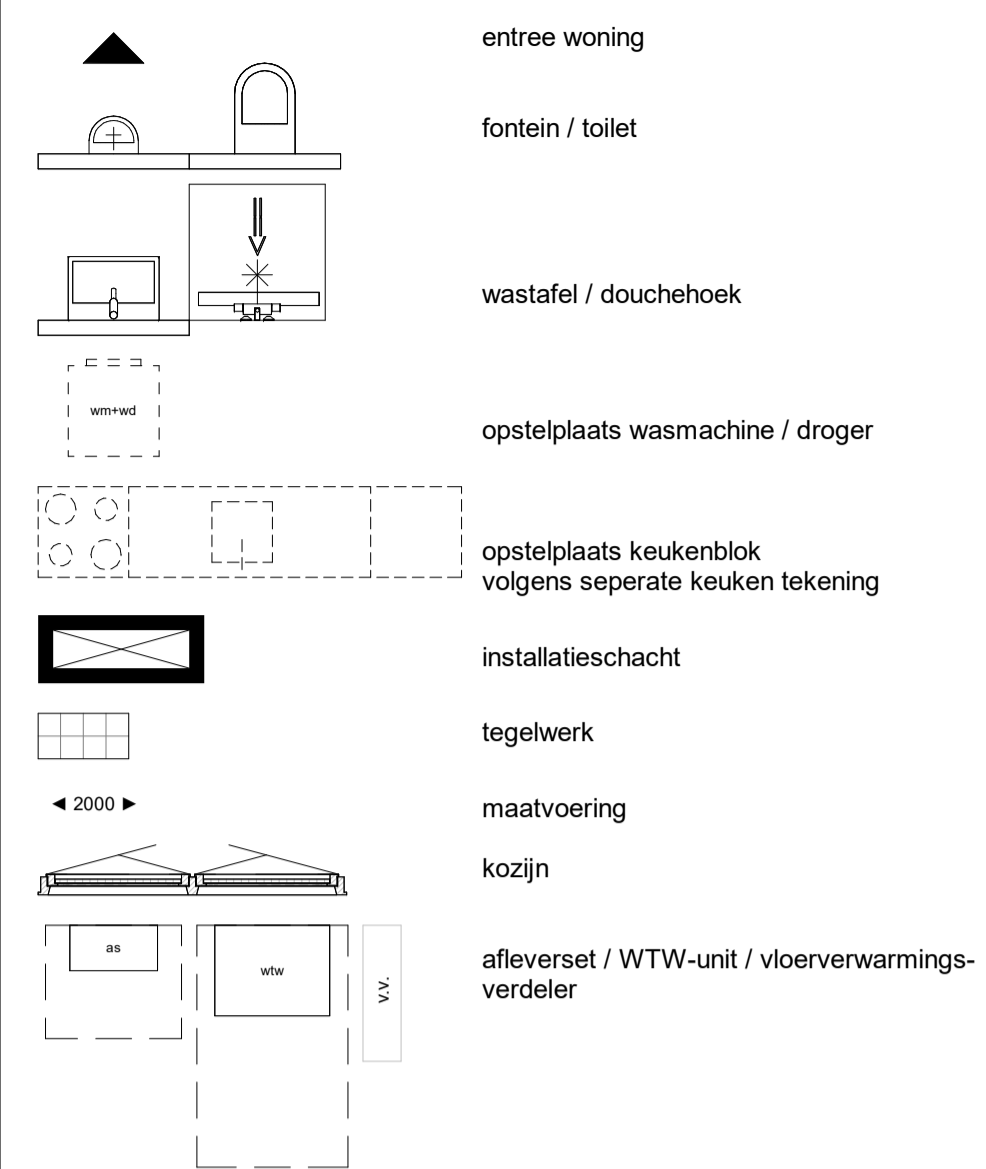 entree woning
fontein / toilet
wastafel / douchehoek
wm+wd
opstelplaats wasmachine / droger
opstelplaats keukenblok
volgens seperate keuken tekening
installatieschacht
tegelwerk
◄ 2000 ►
maatvoering
kozijn
as
wtw
v.v.
afleverset / WTW-unit / vloerverwarmings-
verdeler